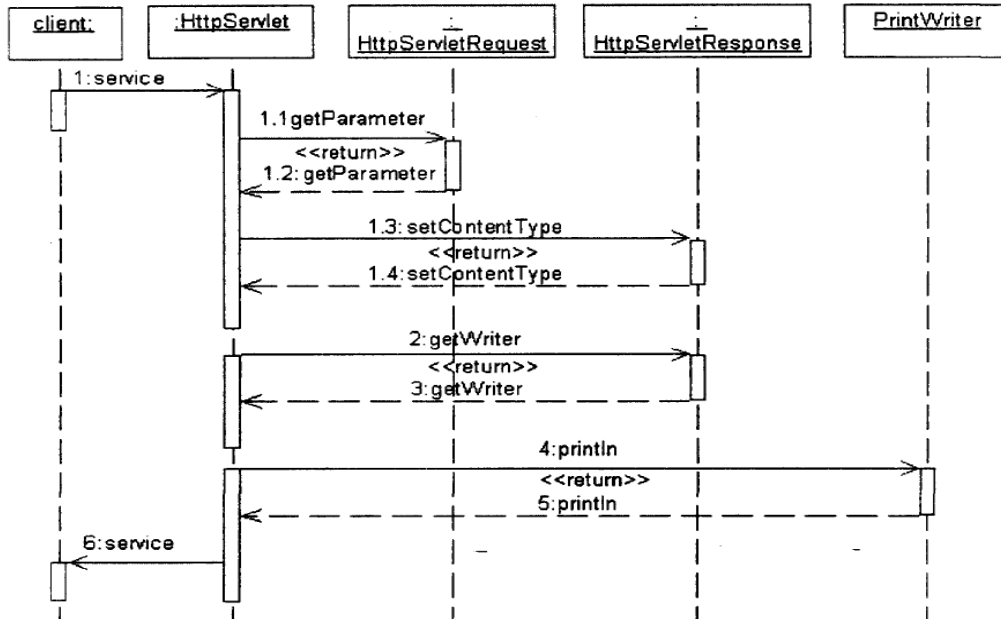 client:
:HttpServlet
:
HttpServletRequest
:
HttpServletResponse
PrintWriter
1:service
1.1getParameter
<<return>>
1.2:getParameter
1.3:setContentType
<<return>>
1.4:setContentType
2:getWriter
<<return>>
3:getWriter
4:println
<<return>>
5:println
6:service